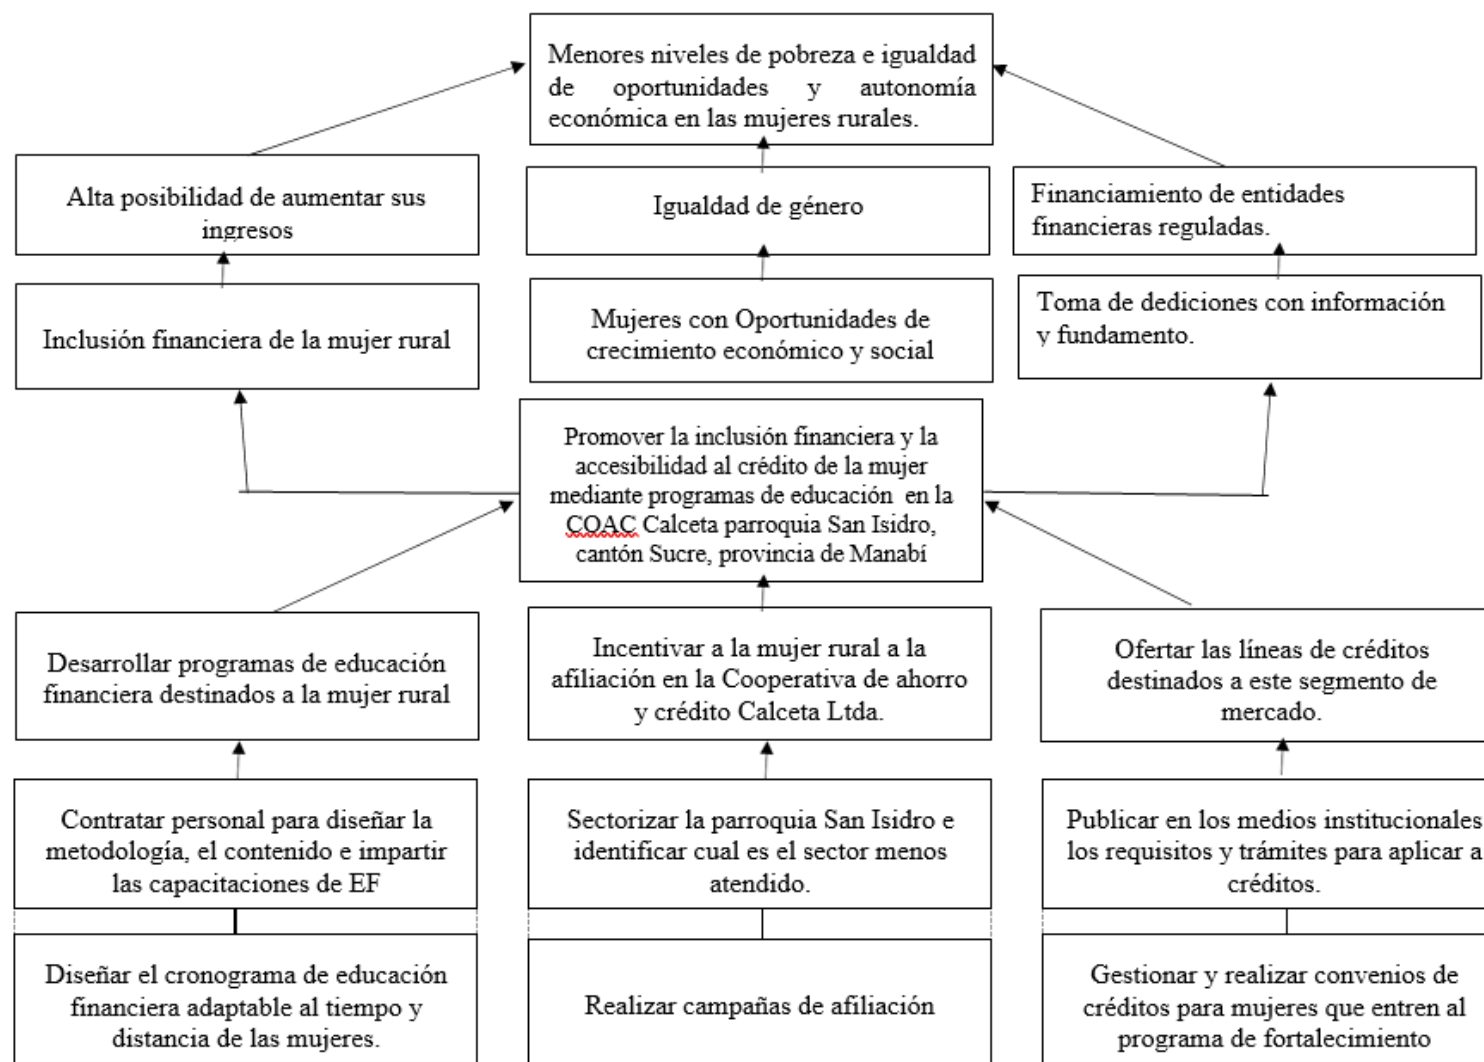 Menores niveles de pobreza e igualdad
de oportunidades y autonomía
económica en las mujeres rurales.
Alta posibilidad de aumentar sus
ingresos
Igualdad de género
Financiamiento de entidades
financieras reguladas.
Inclusión financiera de la mujer rural
Mujeres con Oportunidades de
crecimiento económico y social
Toma de dediciones con información
y fundamento.
Promover la inclusión financiera y la
accesibilidad al crédito de la mujer
mediante programas de educación en la
COAC Calceta parroquia San Isidro,
cantón Sucre, provincia de Manabí
Desarrollar programas de educación
financiera destinados a la mujer rural
Incentivar a la mujer rural a la
afiliación en la Cooperativa de ahorro
y crédito Calceta Ltda.
Ofertar las líneas de créditos
destinados a este segmento de
mercado.
Contratar personal para diseñar la
metodología, el contenido e impartir
las capacitaciones de EF
Sectorizar la parroquia San Isidro e
identificar cual es el sector menos
atendido.
Publicar en los medios institucionales
los requisitos y trámites para aplicar a
créditos.
Diseñar el cronograma de educación
financiera adaptable al tiempo y
distancia de las mujeres.
Realizar campañas de afiliación
Gestionar y realizar convenios de
créditos para mujeres que entren al
programa de fortalecimiento